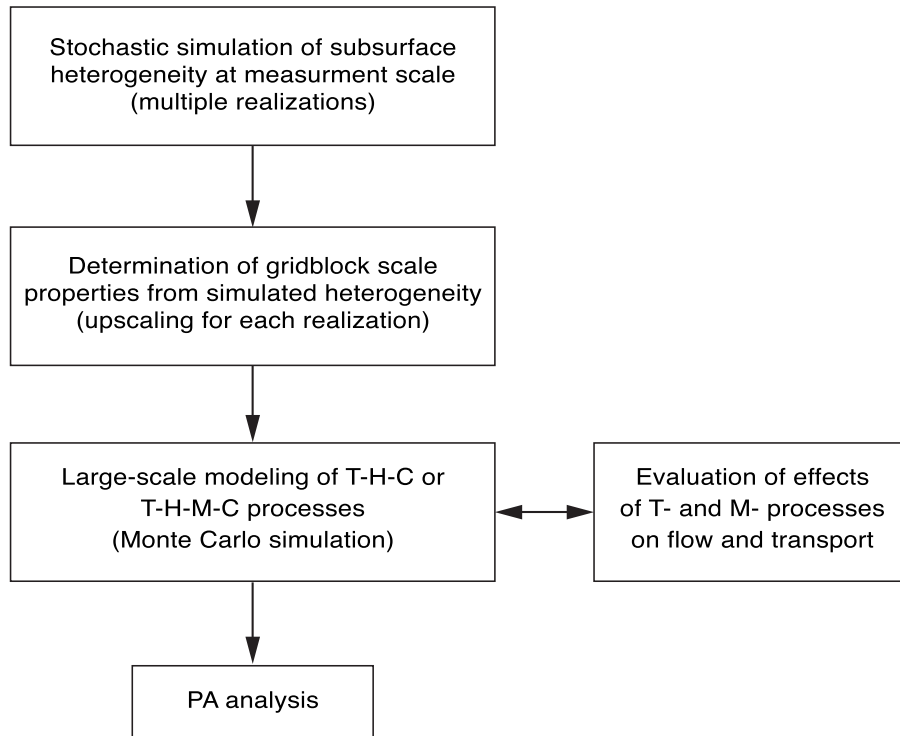 Stochastic simulation of subsurface
heterogeneity at measurment scale
(multiple realizations)
Determination of gridblock scale
properties from simulated heterogeneity
(upscaling for each realization)
Large-scale modeling of T-H-C or
T-H-M-C processes
(Monte Carlo simulation)
Evaluation of effects
of T- and M- processes
on flow and transport
PA analysis